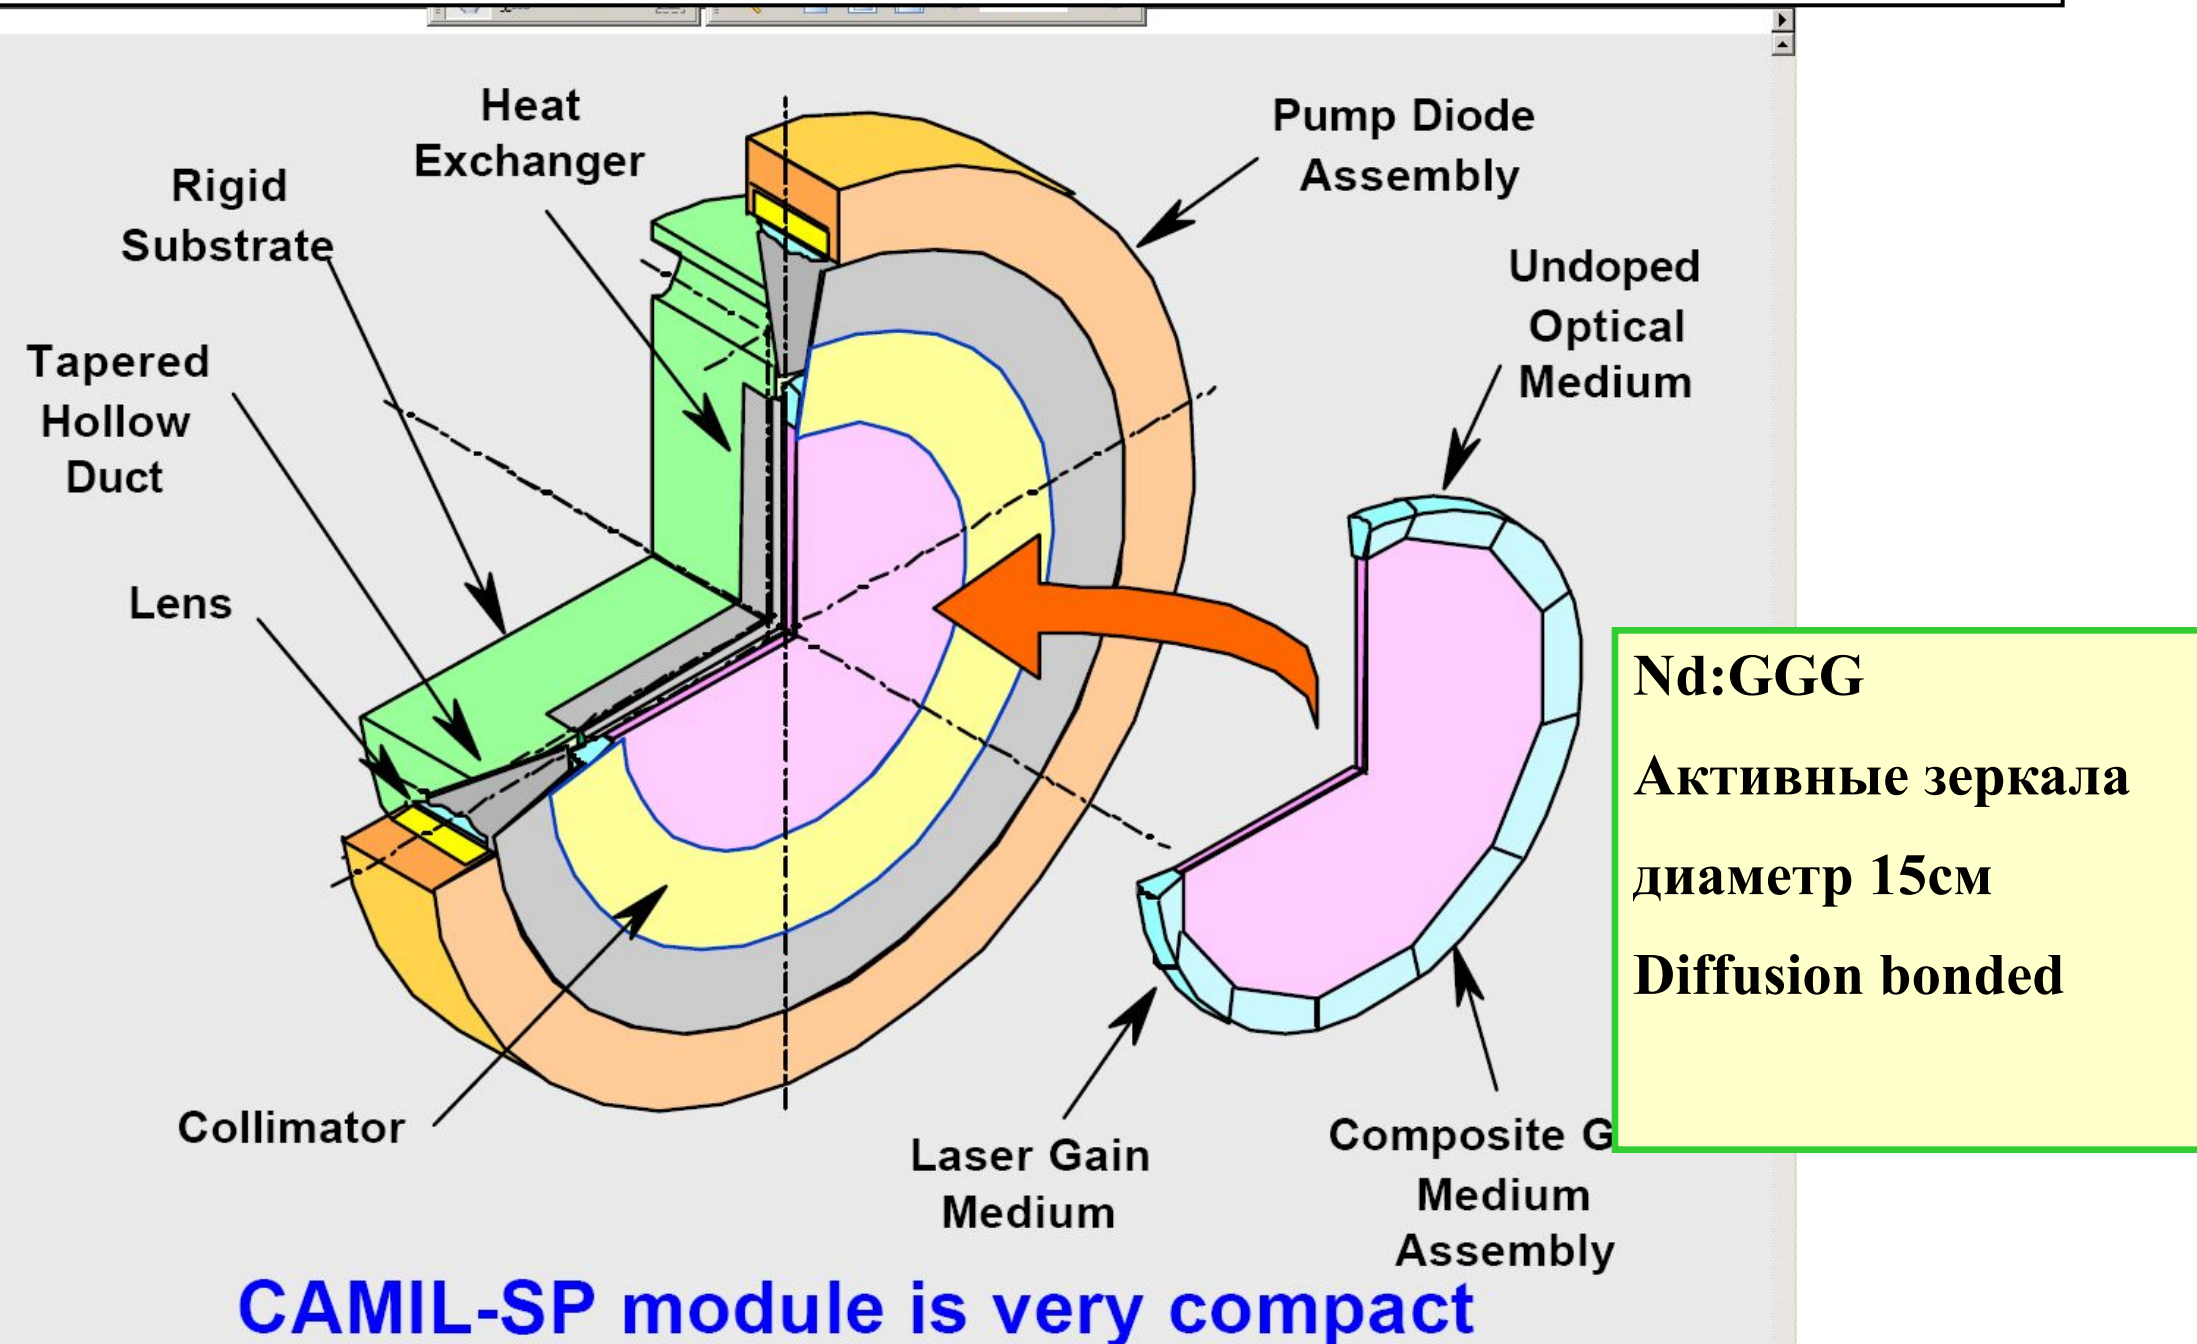 Heat
Exchanger
Rigid
Substrate
Tapered
Hollow
Duct
Lens
Pump Diode
Assembly
Undoped
Optical
Medium
Nd:GGG
Активные зеркала
диаметр 15см
Diffusion bonded
Collimator
Laser Gain
Medium
Composite G
Medium
Assembly
CAMIL-SP module is very compact